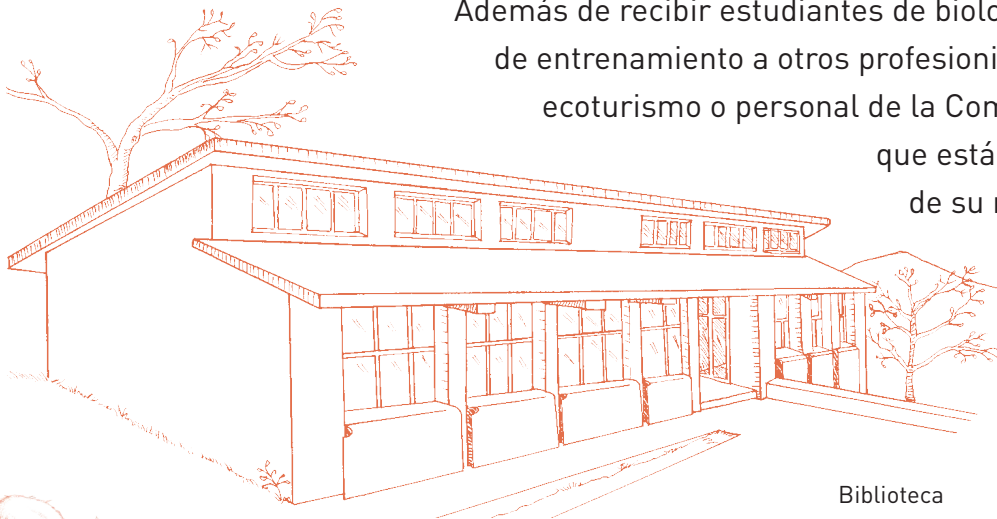 Además de recibir estudiantes de biolo
de entrenamiento a otros profesioni
ecoturismo o personal de la Con
que está
de su
Biblioteca